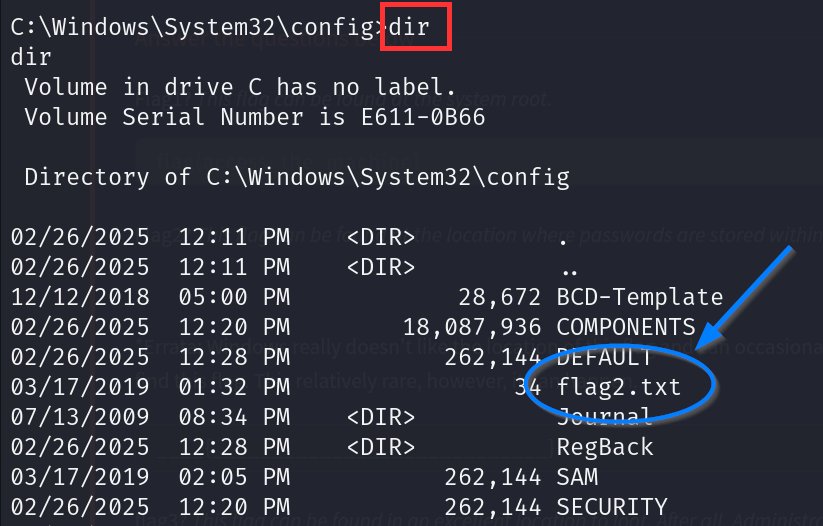 C:\Windows\System32\config>dir
dir
Volume in drive C has no label.
Volume Serial Number is E611-0B66
Directory of C:\Windows\System32\config
02/26/2025 12:11 PM <DIR> .
02/26/2025 12:11 PM <DIR> ..
12/12/2018 05:00 PM 28,672 BCD-Template
02/26/2025 12:20 PM 18,087,936 COMPONENTS
02/26/2025 12:28 PM 262,144 DEFAULT
03/17/2019 01:32 PM 34 flag2.txt
07/13/2009 08:34 PM <DIR> Journal
02/26/2025 12:28 PM <DIR> RegBack
03/17/2019 02:05 PM 262,144 SAM
02/26/2025 12:20 PM 262,144 SECURITY